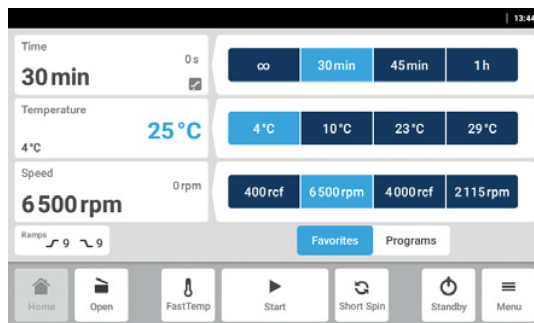 13:44
Time
0 s
30 min
∞ 30 min 45 min 1 h
Temperature
25 °C
4 °C
4 °C 10 °C 23 °C 29 °C
Speed
0 rpm
6 500 rpm
400 rcf 6 500 rpm 4 000 rcf 2 115 rpm
Ramps 9 9
Favorites Programs
Home Open FastTemp Start Short Spin Standby Menu